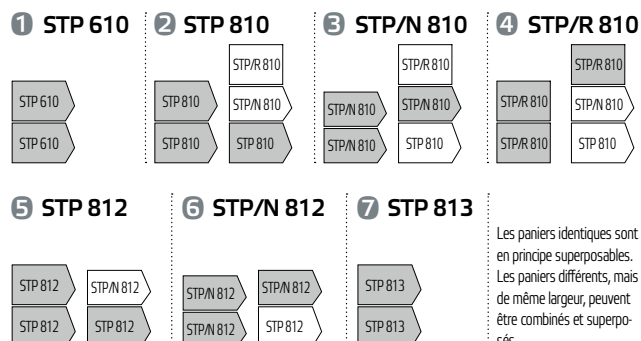 1 STP 610
2 STP 810
3 STP/N 810
4 STP/R 810
STP 610
STP 610
STP 810
STP 810
STP/R 810
STP/N 810
STP 810
STP/N 810
STP/N 810
STP/R 810
STP/N 810
STP 810
STP/R 810
STP/R 810
STP/R 810
STP/N 810
STP 810
5 STP 812
6 STP/N 812
7 STP 813
STP 812
STP 812
STP/N 812
STP 812
STP/N 812
STP/N 812
STP/N 812
STP 812
STP 813
STP 813
Les paniers identiques sont
en principe superposables.
Les paniers différents, mais
de même largeur, peuvent
être combinés et superpo-
sés